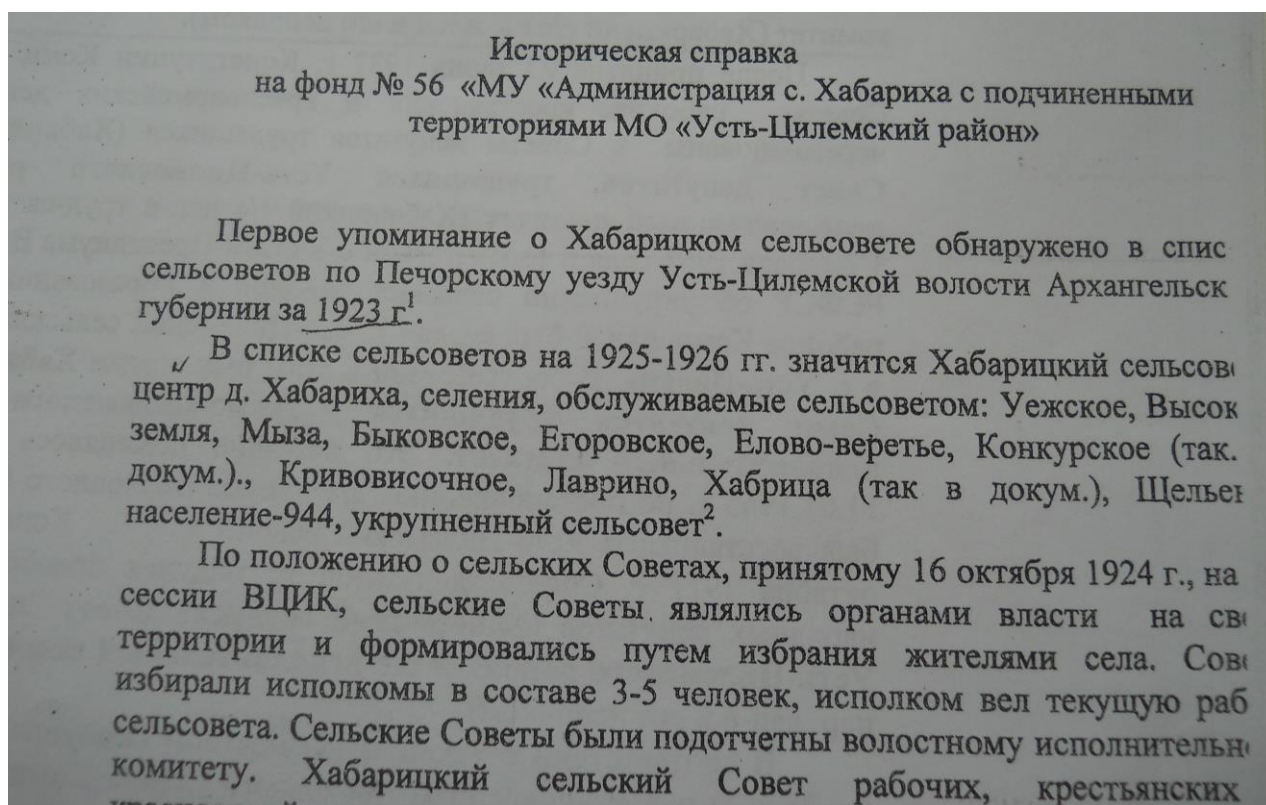 Историческая справка
на фонд № 56 «МУ «Администрация с. Хабариха с подчиненными
территориями МО «Усть-Цилемский район»
Первое упоминание о Хабарицком сельсовете обнаружено в спис
сельсоветов по Печорскому уезду Усть-Цилемской волости Архангельск
губернии за 1923 г¹.
В списке сельсоветов на 1925-1926 гг. значится Хабарицкий сельсов
центр д. Хабариха, селения, обслуживаемые сельсоветом: Уежское, Высок
земля, Мыза, Быковское, Егоровское, Елово-веретье, Конкурское (так.
докум.)., Кривовисочное, Лаврино, Хабрица (так в докум.), Щелье
население-944, укрупненный сельсовет².
По положению о сельских Советах, принятому 16 октября 1924 г., на
сессии ВЦИК, сельские Советы являлись органами власти на св
территории и формировались путем избрания жителями села. Сов
избирали исполкомы в составе 3-5 человек, исполком вел текущую раб
сельсовета. Сельские Советы были подотчетны волостному исполнительн
комитету. Хабарицкий сельский Совет рабочих, крестьянских